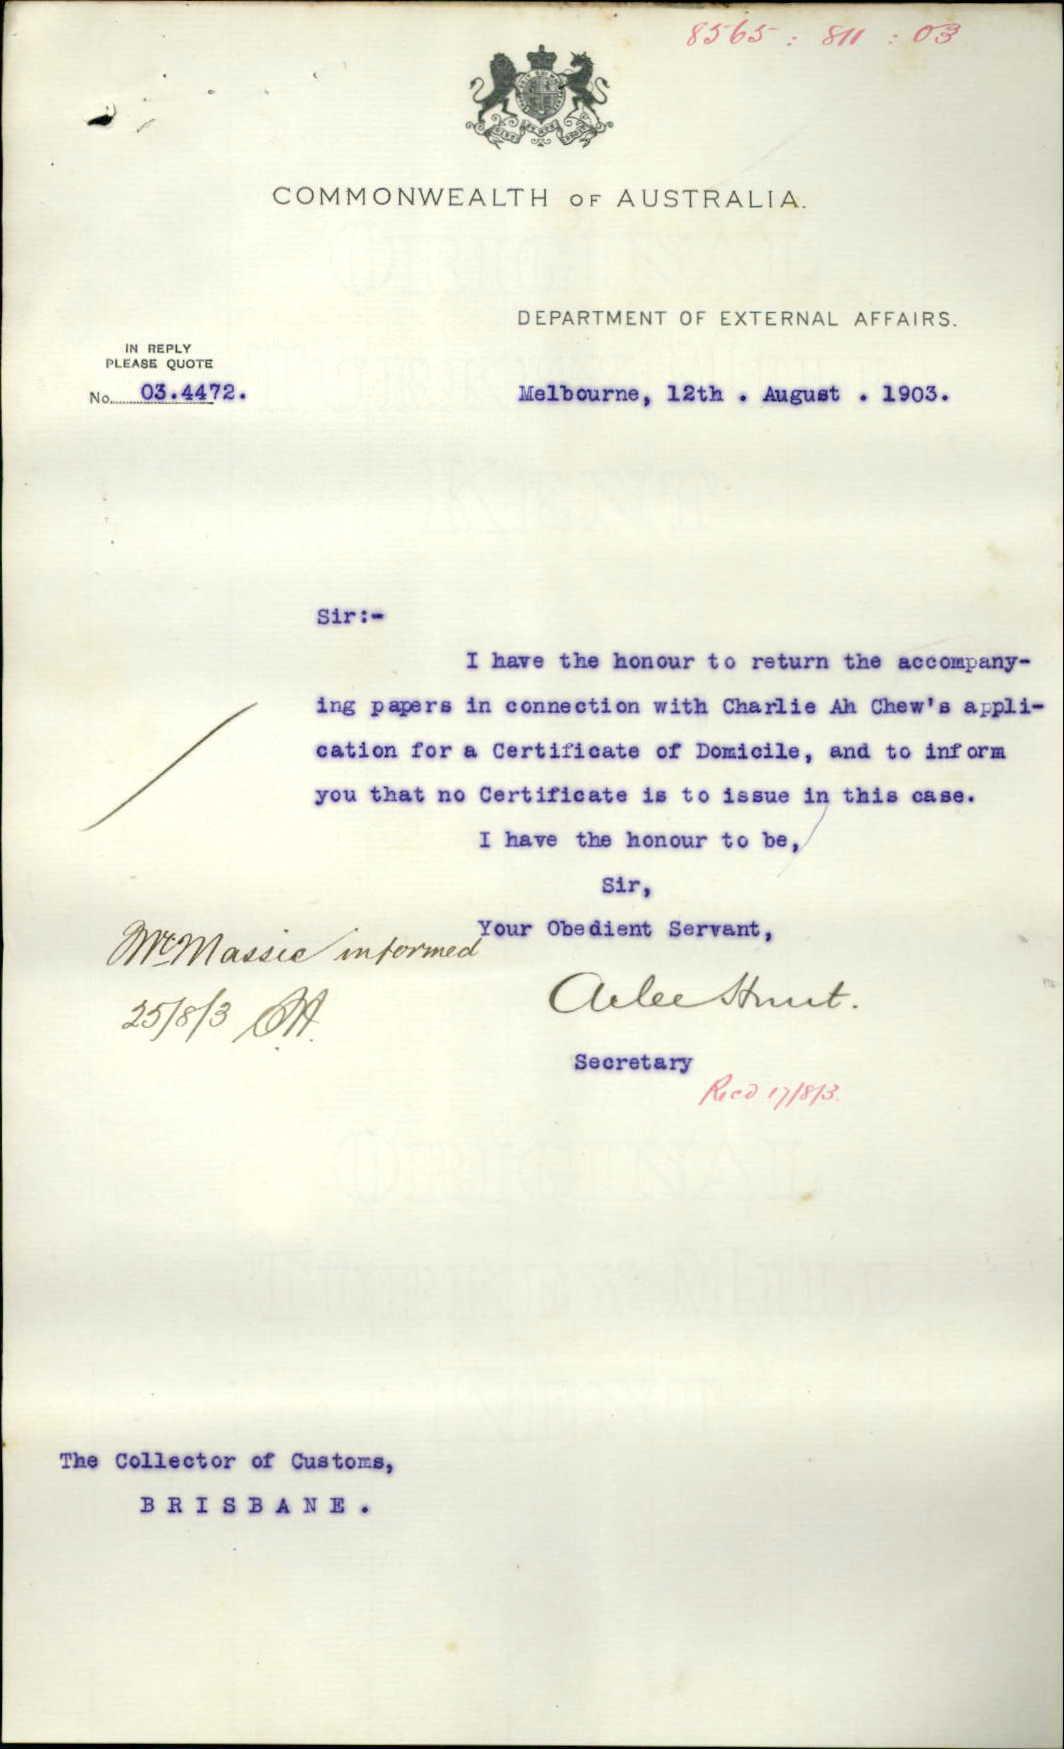 8565 : 811 : 03
COMMONWEALTH OF AUSTRALIA.
DEPARTMENT OF EXTERNAL AFFAIRS.
IN REPLY
PLEASE QUOTE
No. 03.4472.
Melbourne, 12th . August . 1903.
Sir:-
I have the honour to return the accompany-
ing papers in connection with Charlie Ah Chew's appli-
cation for a Certificate of Domicile, and to inform
you that no Certificate is to issue in this case.
I have the honour to be,
Sir,
Your Obedient Servant,
Mr Massie informed
25/8/3
Atlee Hunt.
Secretary
Recd 17/8/3.
The Collector of Customs,
BRISBANE.